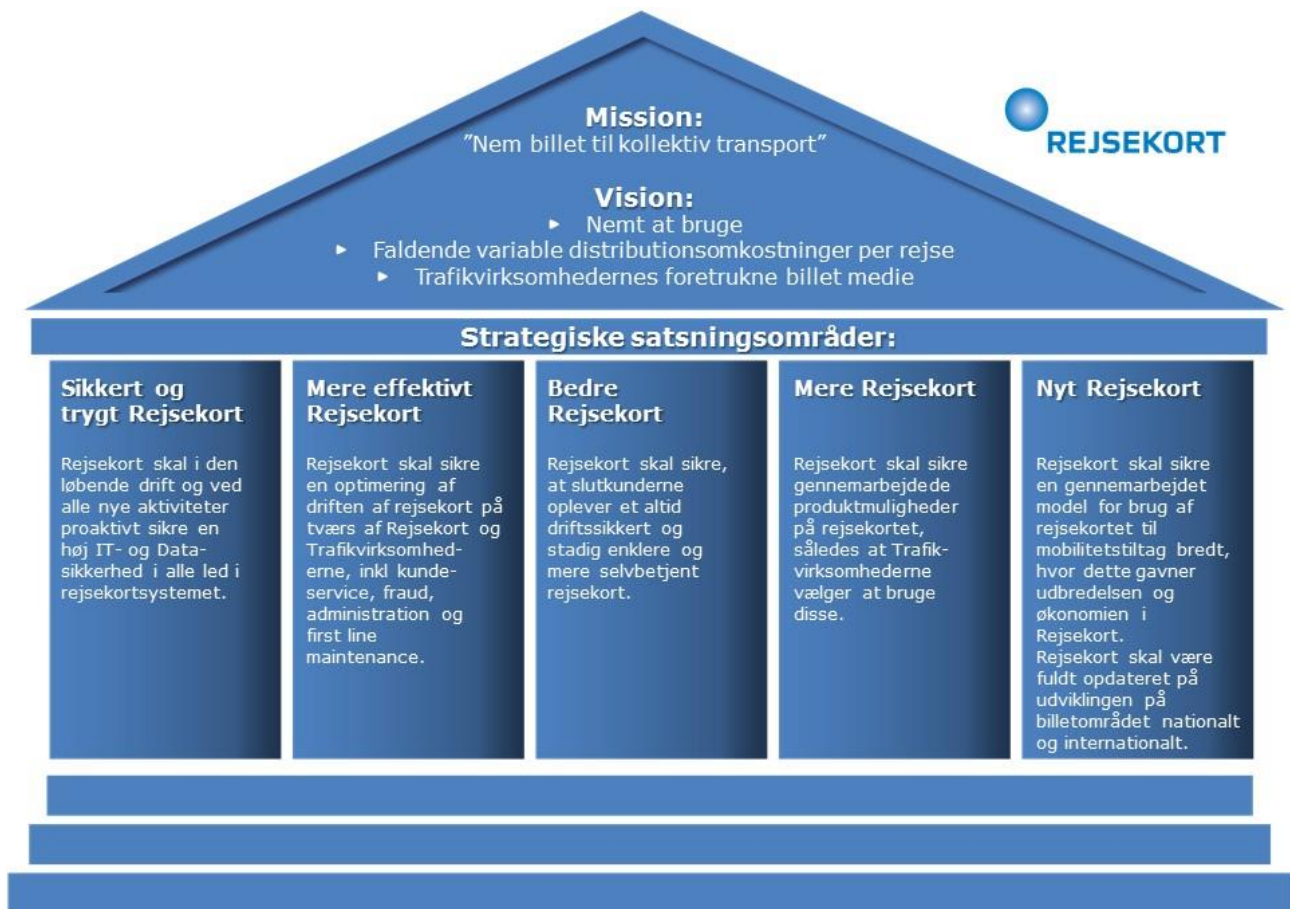 Mission:
"Nem billet til kollektiv transport"
REJSEKORT
Vision:
▸ Nemt at bruge
▸ Faldende variable distributionsomkostninger per rejse
▸ Trafikvirksomhedernes foretrukne billet medie
Strategiske satsningsområder:
Sikkert og
trygt Rejsekort
Rejsekort skal i den
løbende drift og ved
alle nye aktiviteter
proaktivt sikre en
høj IT- og Data-
sikkerhed i alle led i
rejsekortsystemet.
Mere effektivt
Rejsekort
Rejsekort skal sikre
en optimering af
driften af rejsekort på
tværs af Rejsekort og
Trafikvirksomhed-
erne, inkl kunde-
service, fraud,
administration og
first line
maintenance.
Bedre
Rejsekort
Rejsekort skal sikre,
at slutkunderne
oplever et altid
driftssikkert og
stadig enklere og
mere selvbetjent
rejsekort.
Mere Rejsekort
Rejsekort skal sikre
gennemarbejdede
produktmuligheder
på rejsekortet,
således at Trafik-
virksomhederne
vælger at bruge
disse.
Nyt Rejsekort
Rejsekort skal sikre
en gennemarbejdet
model for brug af
rejsekortet til
mobilitetstiltag bredt,
hvor dette gavner
udbredelsen og
økonomien i
Rejsekort.
Rejsekort skal være
fuldt opdateret på
udviklingen på
billetområdet nationalt
og internationalt.